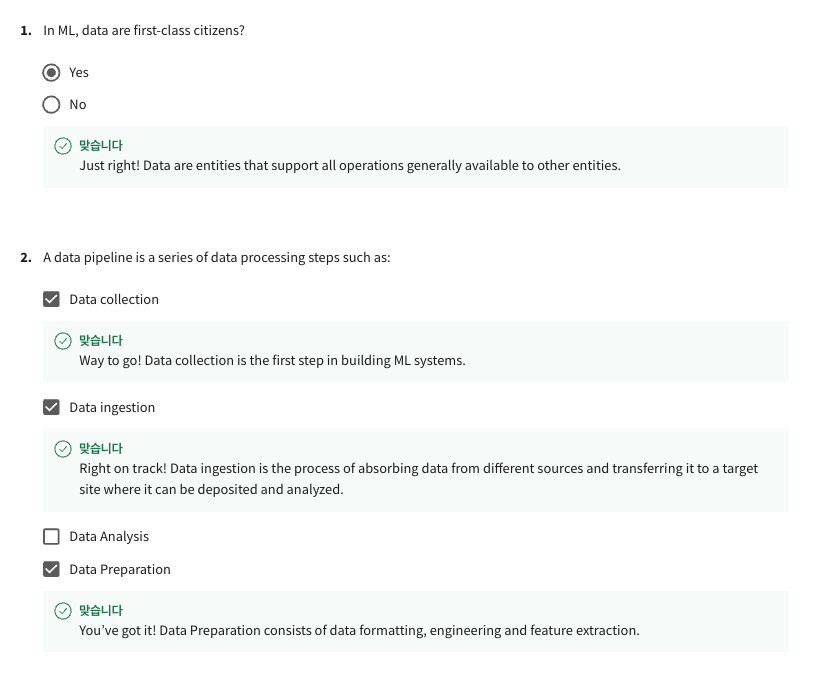 1. In ML, data are first-class citizens?
Yes
No
맞습니다
Just right! Data are entities that support all operations generally available to other entities.
2. A data pipeline is a series of data processing steps such as:
Data collection
맞습니다
Way to go! Data collection is the first step in building ML systems.
Data ingestion
맞습니다
Right on track! Data ingestion is the process of absorbing data from different sources and transferring it to a target
site where it can be deposited and analyzed.
Data Analysis
Data Preparation
맞습니다
You’ve got it! Data Preparation consists of data formatting, engineering and feature extraction.